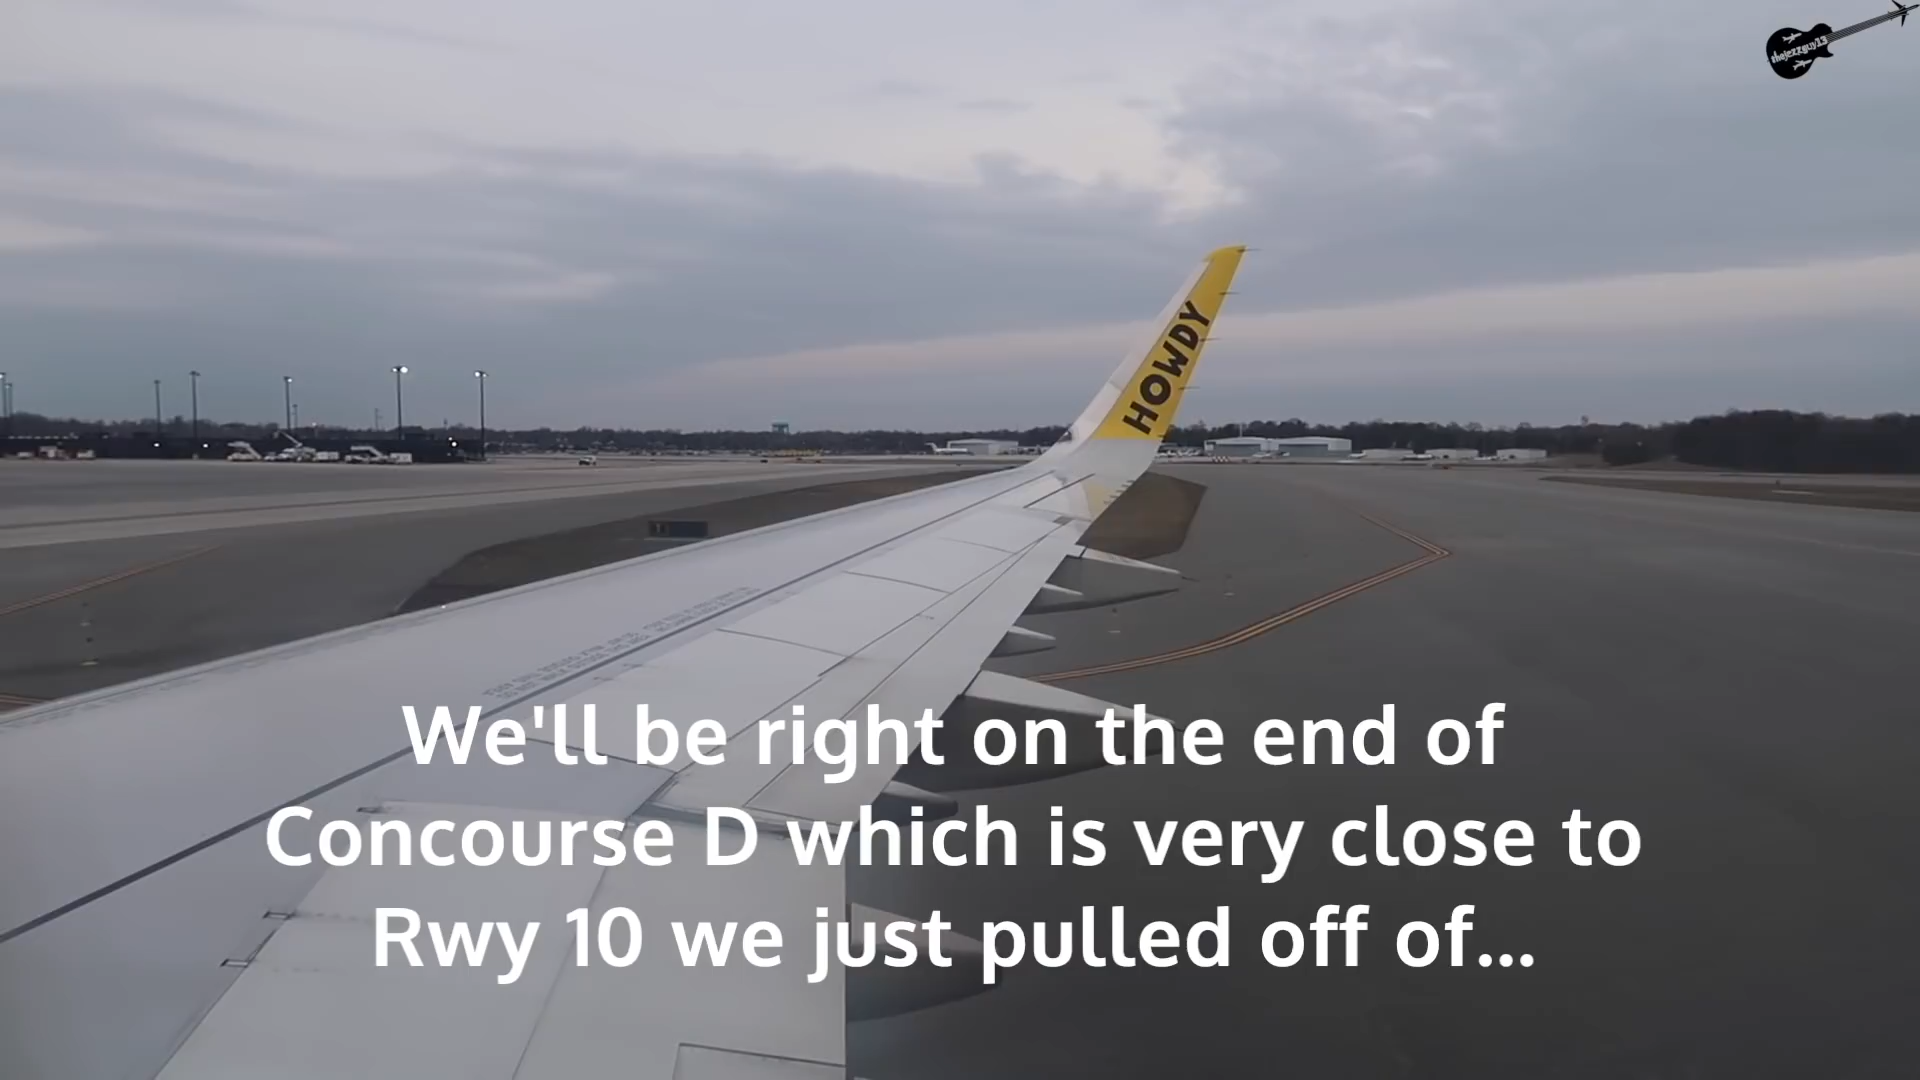 thejazzguy13
HOWDY
We'll be right on the end of
Concourse D which is very close to
Rwy 10 we just pulled off of...